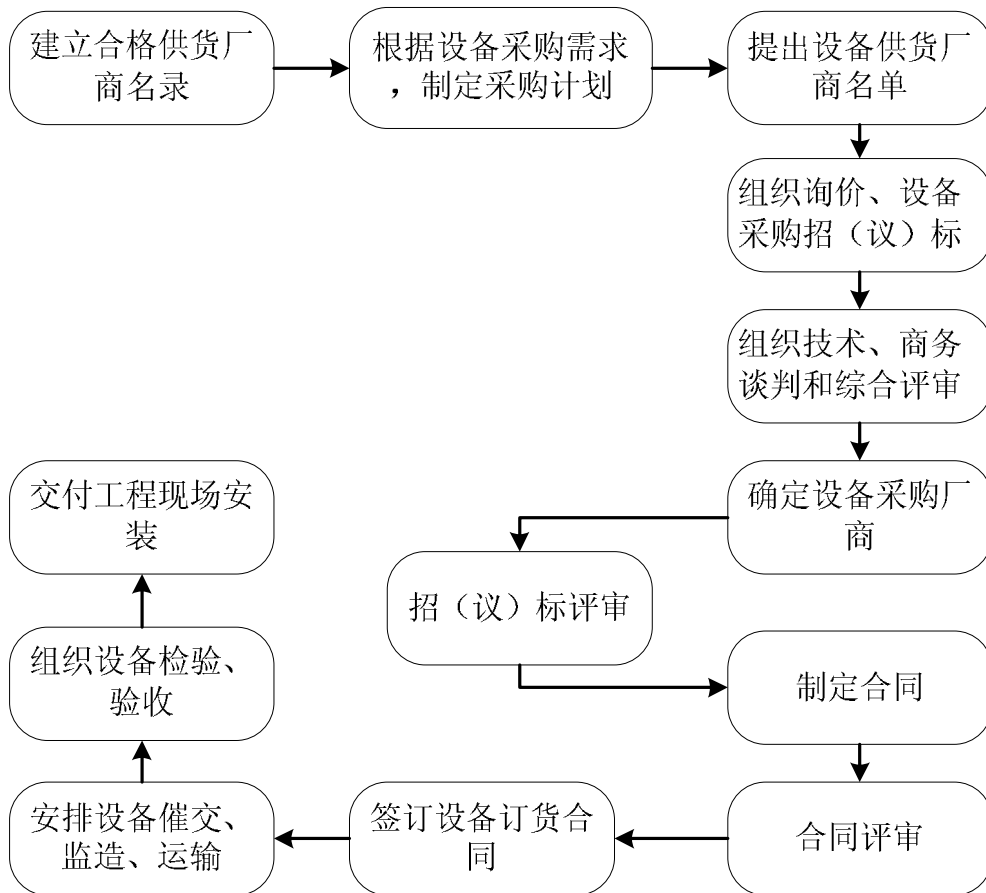 建立合格供货厂
商名录
根据设备采购需求
，制定采购计划
提出设备供货厂
商名单
组织询价、设备
采购招（议）标
组织技术、商务
谈判和综合评审
确定设备采购厂
商
招（议）标评审
制定合同
合同评审
签订设备订货合
同
安排设备催交、
监造、运输
组织设备检验、
验收
交付工程现场安
装